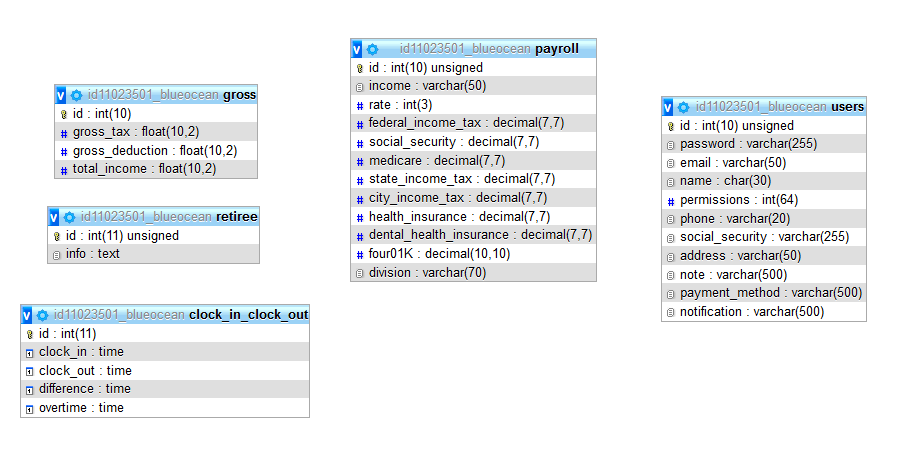 v id11023501_blueocean gross
id : int(10)
# gross_tax : float(10,2)
# gross_deduction : float(10,2)
# total_income : float(10,2)
v id11023501_blueocean retiree
id : int(11) unsigned
info : text
v id11023501_blueocean clock_in_clock_out
id : int(11)
clock_in : time
clock_out : time
difference : time
overtime : time
v id11023501_blueocean payroll
id : int(10) unsigned
income : varchar(50)
# rate : int(3)
# federal_income_tax : decimal(7,7)
# social_security : decimal(7,7)
# medicare : decimal(7,7)
# state_income_tax : decimal(7,7)
# city_income_tax : decimal(7,7)
# health_insurance : decimal(7,7)
# dental_health_insurance : decimal(7,7)
# four01K : decimal(10,10)
division : varchar(70)
v id11023501_blueocean users
id : int(10) unsigned
password : varchar(255)
email : varchar(50)
name : char(30)
# permissions : int(64)
phone : varchar(20)
social_security : varchar(255)
address : varchar(50)
note : varchar(500)
payment_method : varchar(500)
notification : varchar(500)